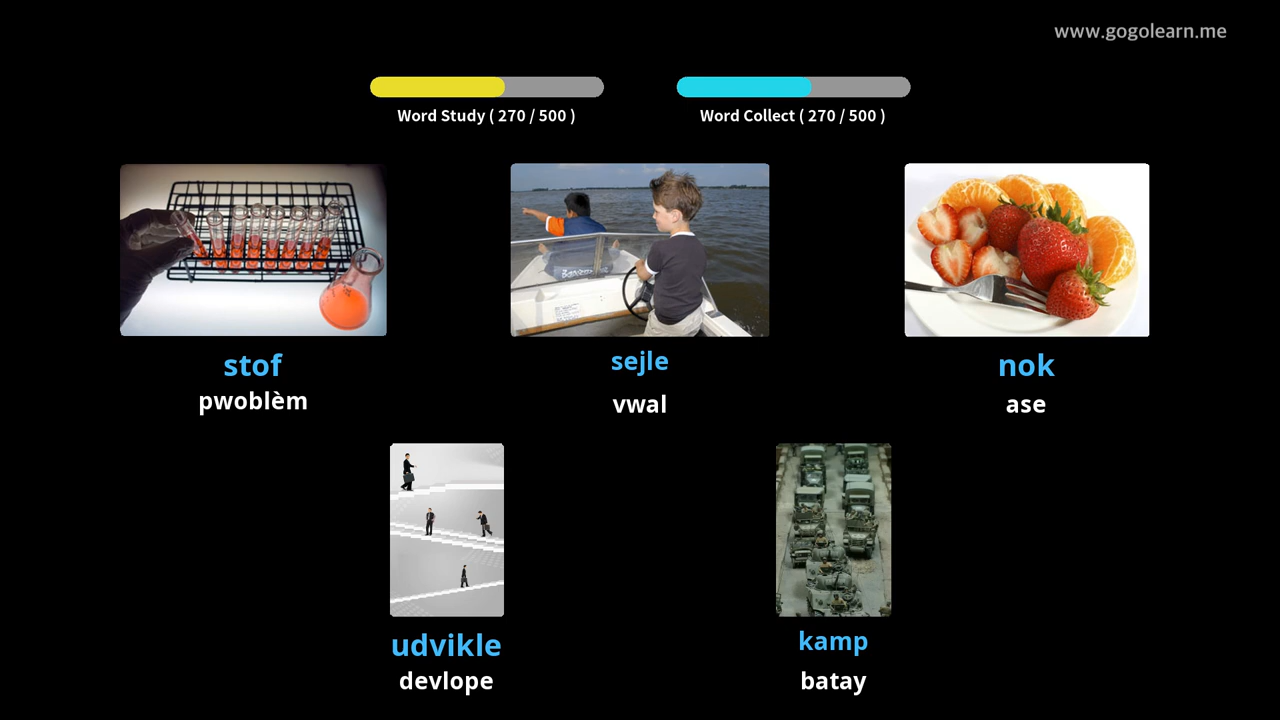 www.gogolearn.me
Word Study ( 270 / 500 )
Word Collect ( 270 / 500 )
stof
pwoblèm
sejle
vwal
nok
ase
udvikle
devlope
kamp
batay